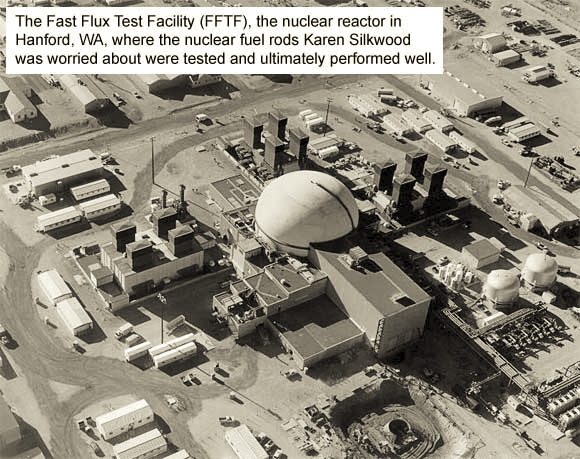 The Fast Flux Test Facility (FFTF), the nuclear reactor in
Hanford, WA, where the nuclear fuel rods Karen Silkwood
was worried about were tested and ultimately performed well.